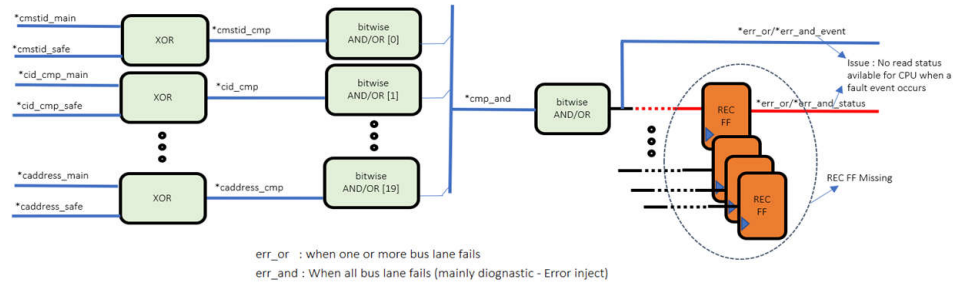 *cmstid_main
*cmstid_safe
XOR
*cmstid_cmp
bitwise
AND/OR [0]
*cid_cmp_main
*cid_cmp_safe
XOR
*cid_cmp
bitwise
AND/OR [1]
*caddress_main
*caddress_safe
XOR
*caddress_cmp
bitwise
AND/OR [19]
*cmp_and
bitwise
AND/OR
*err_or/*err_and_event
Issue : No read status
avilable for CPU when a
fault event occurs
*err_or/*err_and_status
REC
FF
REC
FF
REC FF Missing
err_or : when one or more bus lane fails
err_and : When all bus lane fails (mainly diognastic - Error inject)